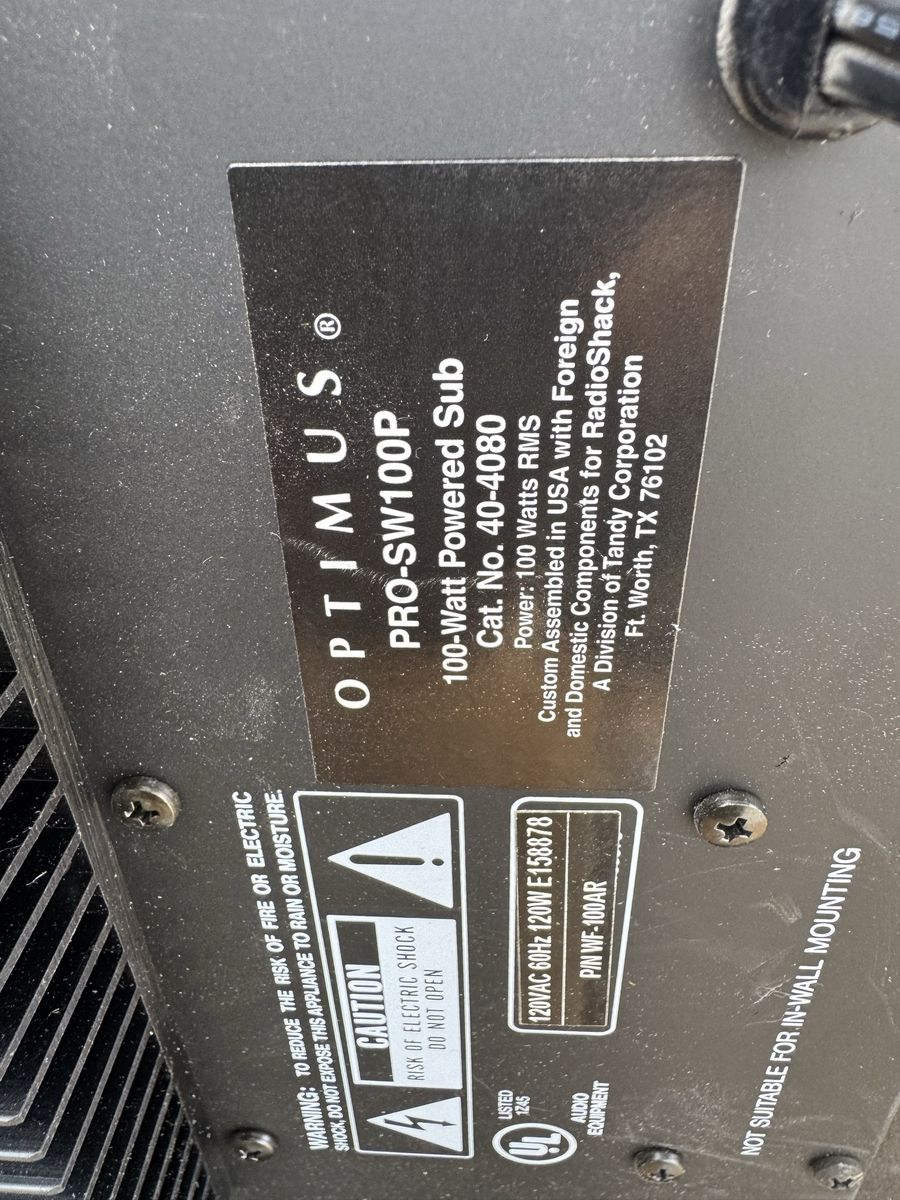 OPTIMUS®
PRO-SW100P
100-Watt Powered Sub
Cat. No. 40-4080
Power: 100 Watts RMS
Custom Assembled in USA with Foreign
and Domestic Components for RadioShack,
A Division of Tandy Corporation
Ft. Worth, TX 76102
WARNING: TO REDUCE THE RISK OF FIRE OR ELECTRIC
SHOCK, DO NOT EXPOSE THIS APPLIANCE TO RAIN OR MOISTURE.
CAUTION
RISK OF ELECTRIC SHOCK
DO NOT OPEN
120VAC 60Hz 120W E158878
P/N WF-100AR
UL
LISTED
1Z45
AUDIO
EQUIPMENT
NOT SUITABLE FOR IN-WALL MOUNTING